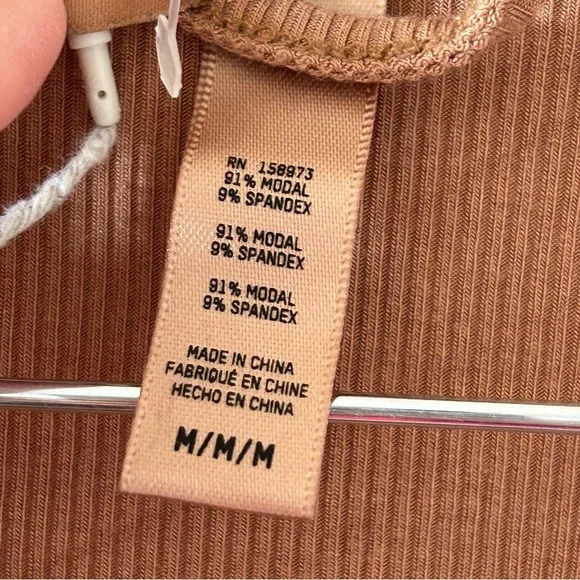 RN 158973
91% MODAL
9% SPANDEX
91% MODAL
9% SPANDEX
91% MODAL
9% SPANDEX
MADE IN CHINA
FABRIQUÉ EN CHINE
HECHO EN CHINA
M/M/M